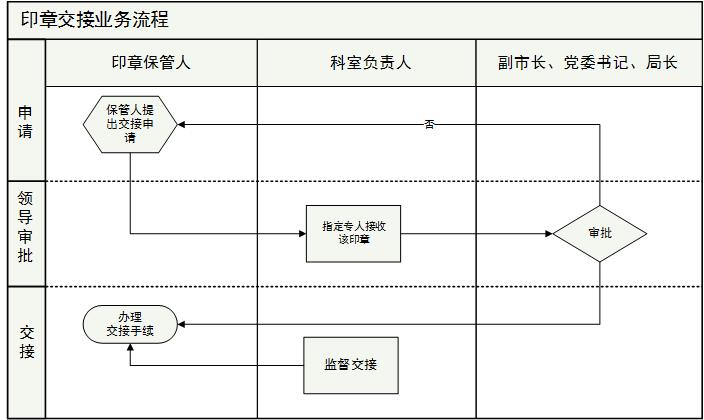 印章交接业务流程
印章保管人
科室负责人
副市长、党委书记、局长
申
请
保管人提
出交接申
请
否
领
导
审
批
指定专人接收
该印章
审批
交
接
办理
交接手续
监督交接